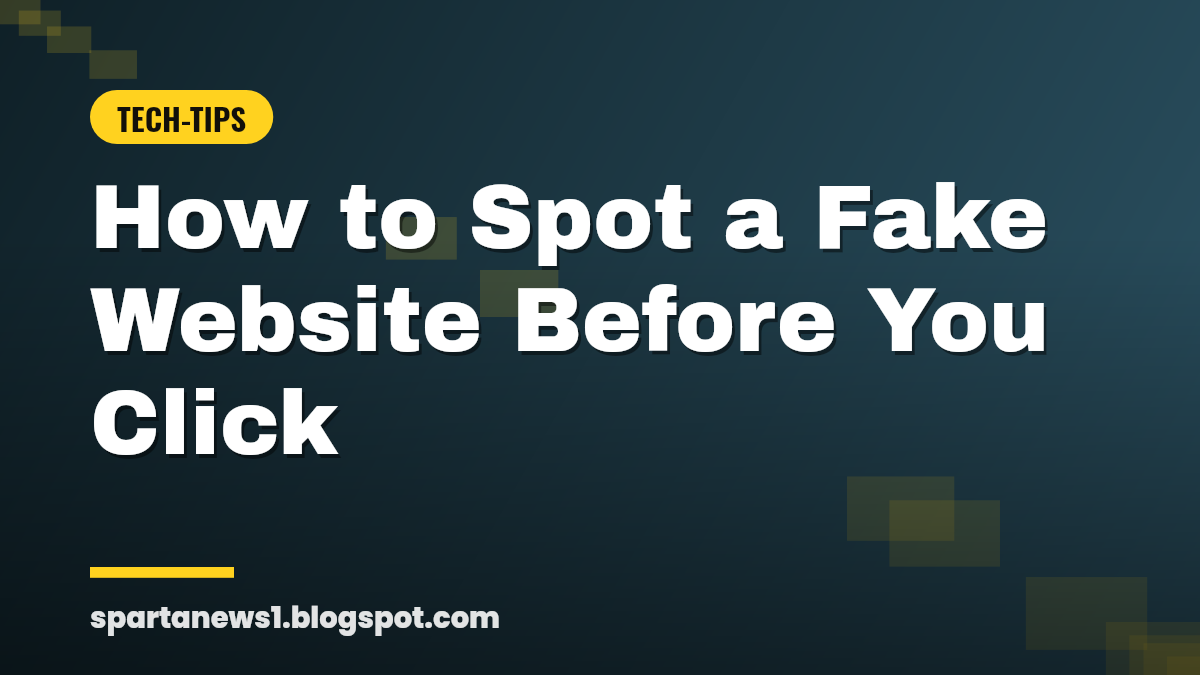 TECH-TIPS
How to Spot a Fake
Website Before You
Click
spartanews1.blogspot.com